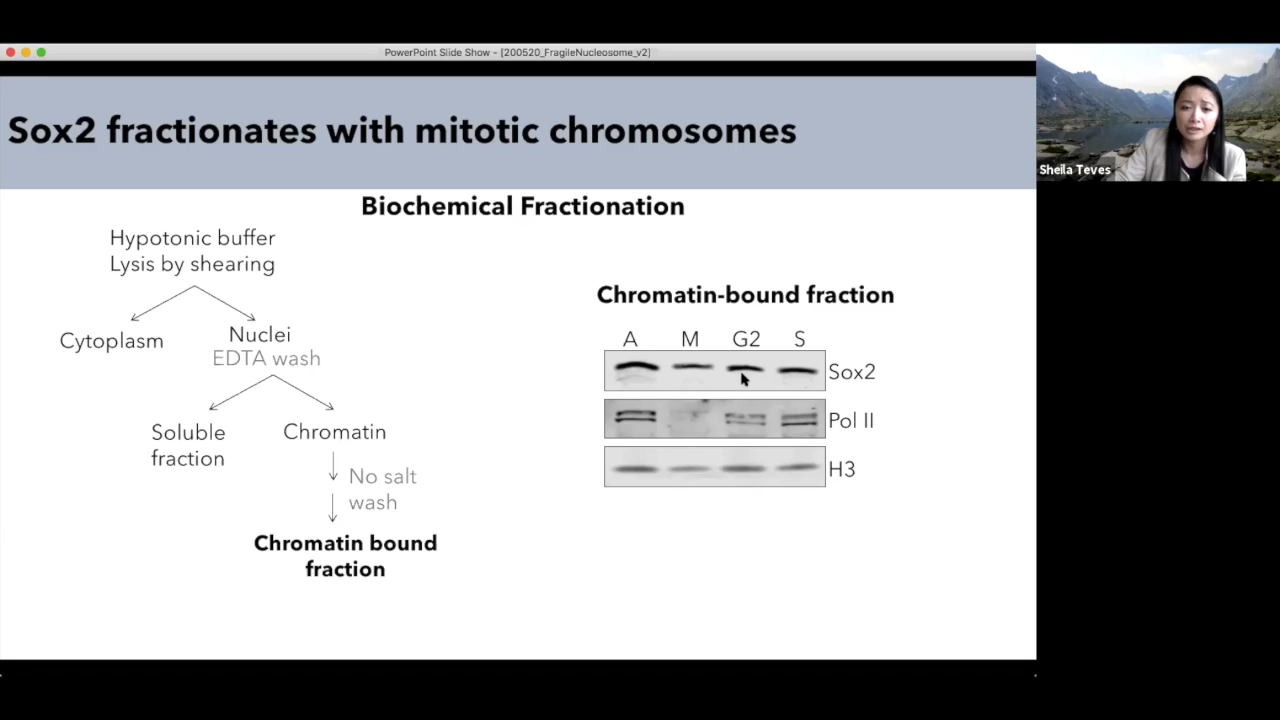 PowerPoint Slide Show - [200520_FragileNucleosome_v2]
Sox2 fractionates with mitotic chromosomes
Sheila Teves
Biochemical Fractionation
Hypotonic buffer
Lysis by shearing
Cytoplasm
Nuclei
EDTA wash
Soluble
fraction
Chromatin
No salt
wash
Chromatin bound
fraction
Chromatin-bound fraction
A M G2 S
Sox2
Pol II
H3